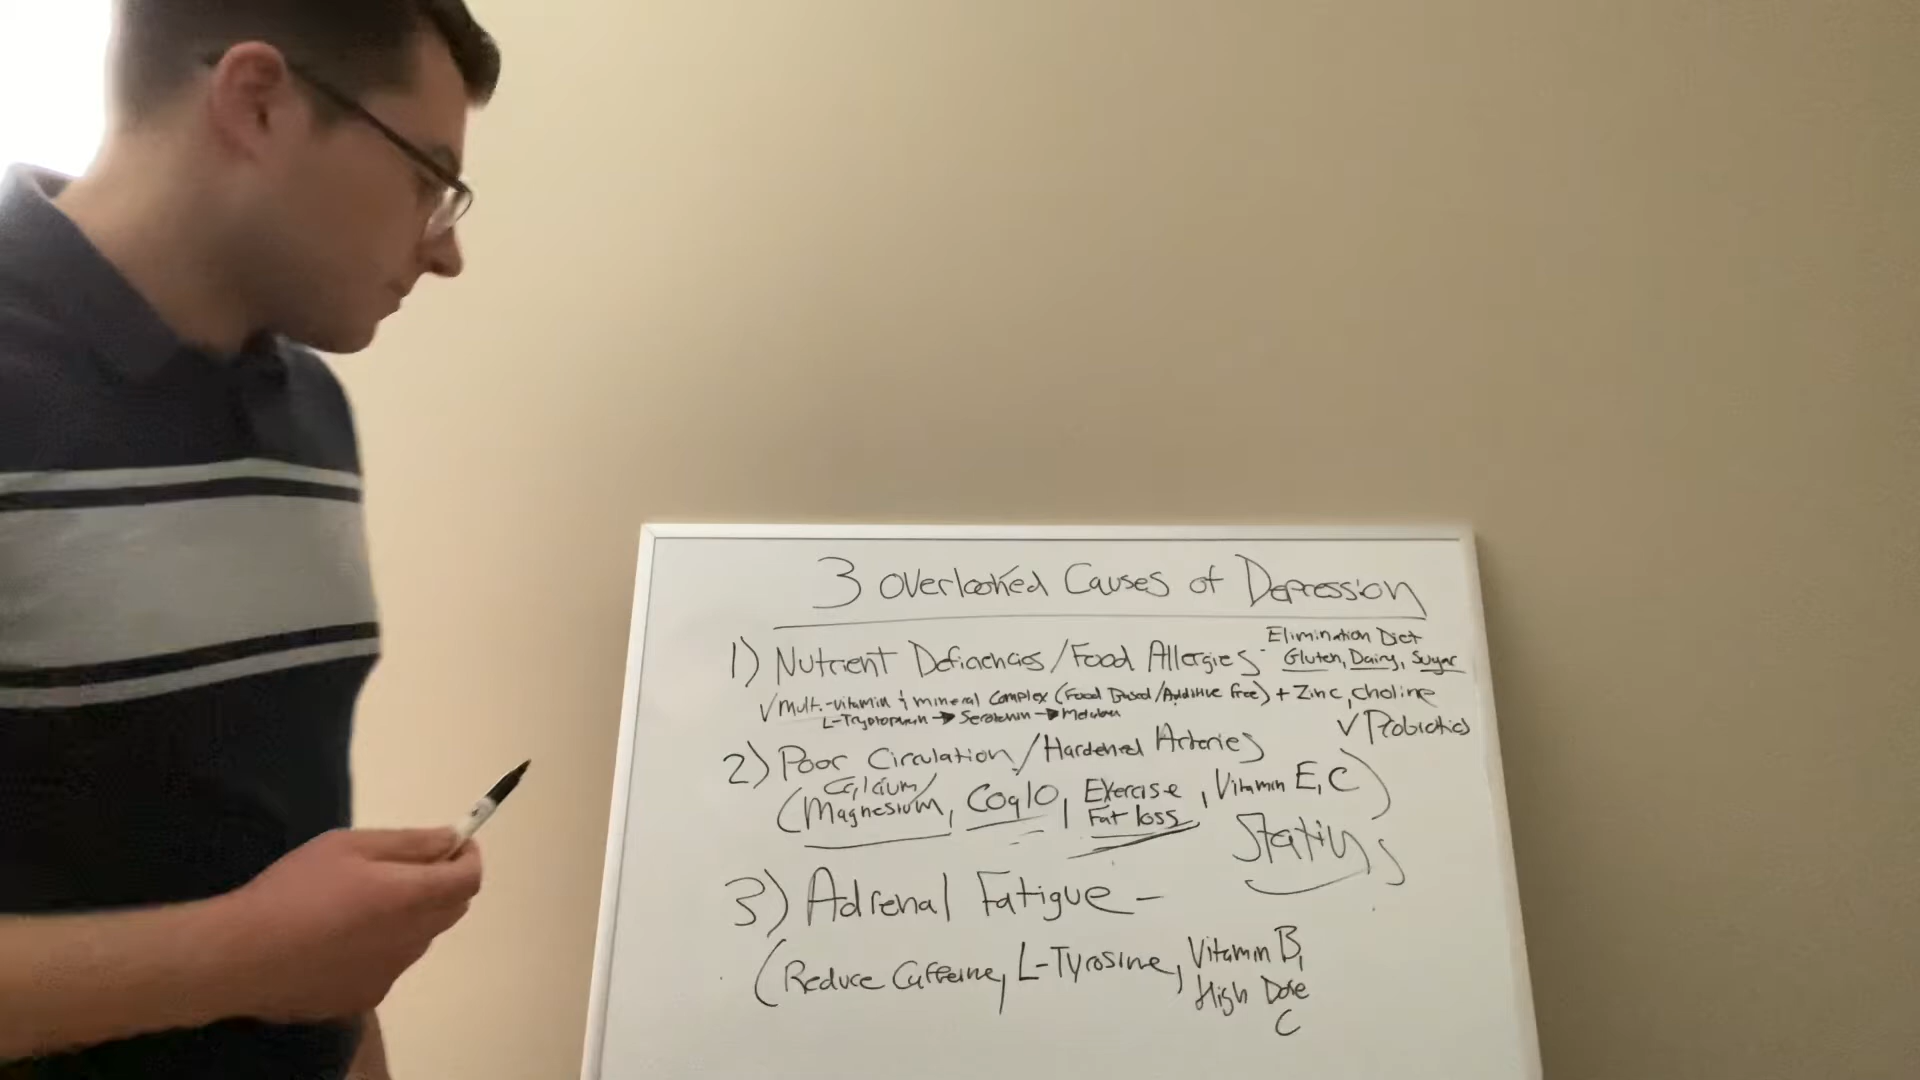 3 Overlooked Causes of Depression
1) Nutrient Deficiencies/Food Allergies - Elimination Diet
Gluten, Dairy, Sugar
√ Mult.-vitamin & mineral complex (Food Based/Additive free) + Zinc, choline
L-Tryptophan → Serotonin →
√ Probiotics
2) Poor Circulation/Hardened Arteries
(Calcium/Magnesium, Coq10, Exercise, Vitamin E, C)
Fat loss
Statins
3) Adrenal Fatigue -
(Reduce Caffeine, L-Tyrosine, Vitamin B,
High Dose
C